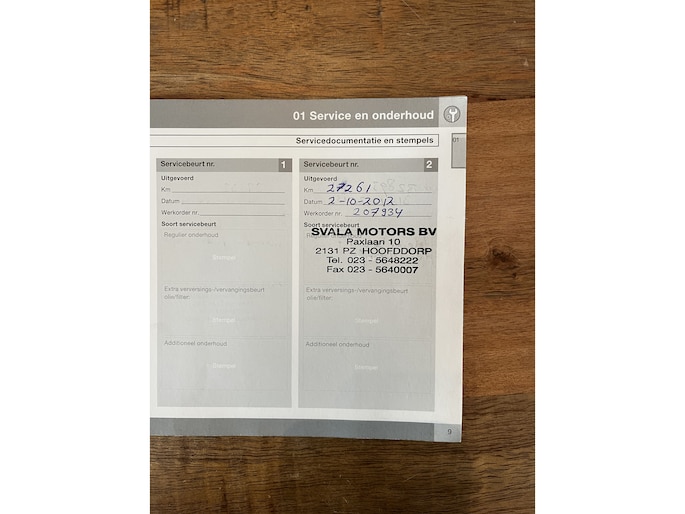 01 Service en onderhoud
01
Servicedocumentatie en stempels
Servicebeurt nr. 1
Uitgevoerd
Km
Datum
Werkorder nr.
Soort servicebeurt
Regulier onderhoud
Stempel
Extra verversings-/vervangingsbeurt
olie/filter:
Stempel
Additioneel onderhoud
Stempel
Servicebeurt nr. 2
Uitgevoerd
Km 27261
Datum 2-10-2012
Werkorder nr. 207934
Soort servicebeurt
SVALA MOTORS BV
Paxlaan 10
2131 PZ HOOFDDORP
Tel. 023 - 5648222
Fax 023 - 5640007
Extra verversings-/vervangingsbeurt
olie/filter:
Stempel
Additioneel onderhoud
Stempel
9